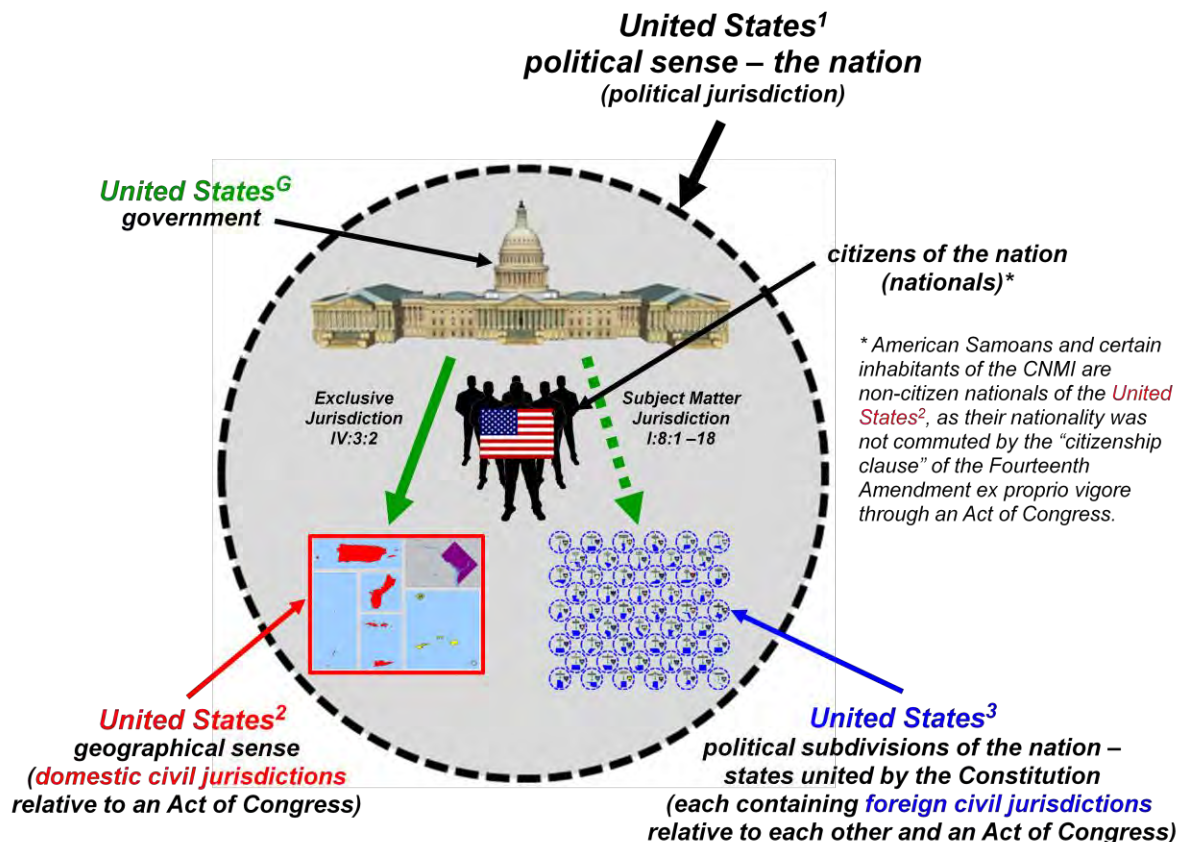 United States¹
political sense – the nation
(political jurisdiction)
United Statesᴳ
government
citizens of the nation
(nationals)*
* American Samoans and certain
inhabitants of the CNMI are
non-citizen nationals of the United
States², as their nationality was
not commuted by the “citizenship
clause” of the Fourteenth
Amendment ex proprio vigore
through an Act of Congress.
Exclusive
Jurisdiction
IV:3:2
Subject Matter
Jurisdiction
I:8:1 –18
United States²
geographical sense
(domestic civil jurisdictions
relative to an Act of Congress)
United States³
political subdivisions of the nation –
states united by the Constitution
(each containing foreign civil jurisdictions
relative to each other and an Act of Congress)